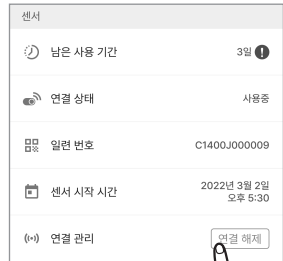 센서
남은 사용 기간 3일
연결 상태 사용중
일련 번호 C1400J000009
센서 시작 시간 2022년 3월 2일
오후 5:30
연결 관리 연결 해제